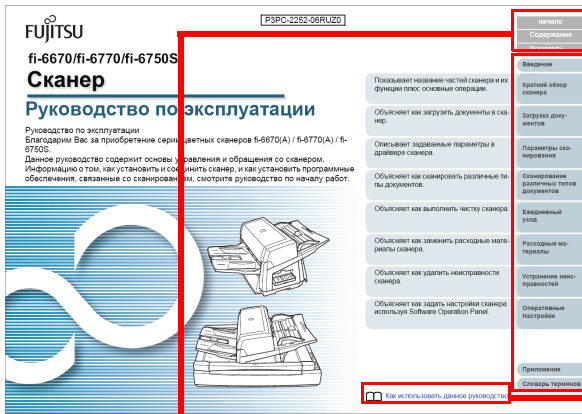 P3PC-2252-06RUZ0
FUJITSU
fi-6670/fi-6770/fi-6750S
Сканер
Руководство по эксплуатации
Руководство по эксплуатации
Благодарим Вас за приобретение серии цветных сканеров fi-6670(A) / fi-6770(A) / fi-
6750S.
Данное руководство содержит основы управления и обращения со сканером.
Информацию о том, как установить и соединить сканер, и как установить программные
обеспечения, связанные со сканированием, смотрите руководство по началу работ.
Показывает название частей сканера и их
функции плюс основные операции.
Объясняет как загрузить документы в ска-
нер.
Описывает задаваемые параметры в
драйвере сканера.
Объясняет как сканировать различные ти-
пы документов.
Объясняет как выполнить чистку сканера.
Объясняет как заменить расходные мате-
риалы сканера.
Объясняет как удалить неисправности
сканера.
Объясняет как задать настройки сканера
используя Software Operation Panel.
Как использовать данное руководство
начало
Содержание
Указатель
Введение
Краткий обзор
сканера
Загрузка доку-
ментов
Параметры ска-
нирования
Сканирование
различных типов
документов
Ежедневный
уход
Расходные ма-
териалы
Устранение неис-
правностей
Оперативные
Настройки
Приложение
Словарь терминов